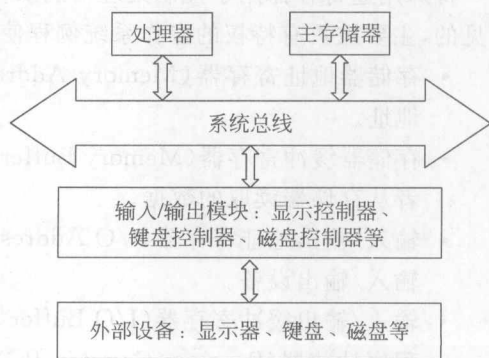 处理器
主存储器
系统总线
输入/输出模块：显示控制器、
键盘控制器、磁盘控制器等
外部设备：显示器、键盘、磁盘等